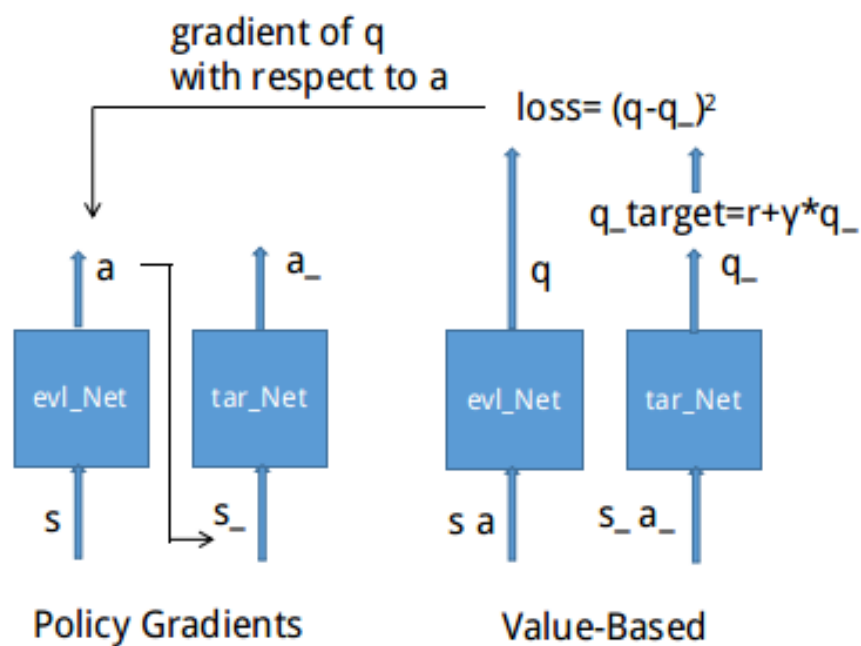 gradient of q
with respect to a
loss= (q-q_)²
q_target=r+y*q_
a
a_
q
q_
evl_Net
tar_Net
evl_Net
tar_Net
s
s_
s a
s_ a_
Policy Gradients
Value-Based